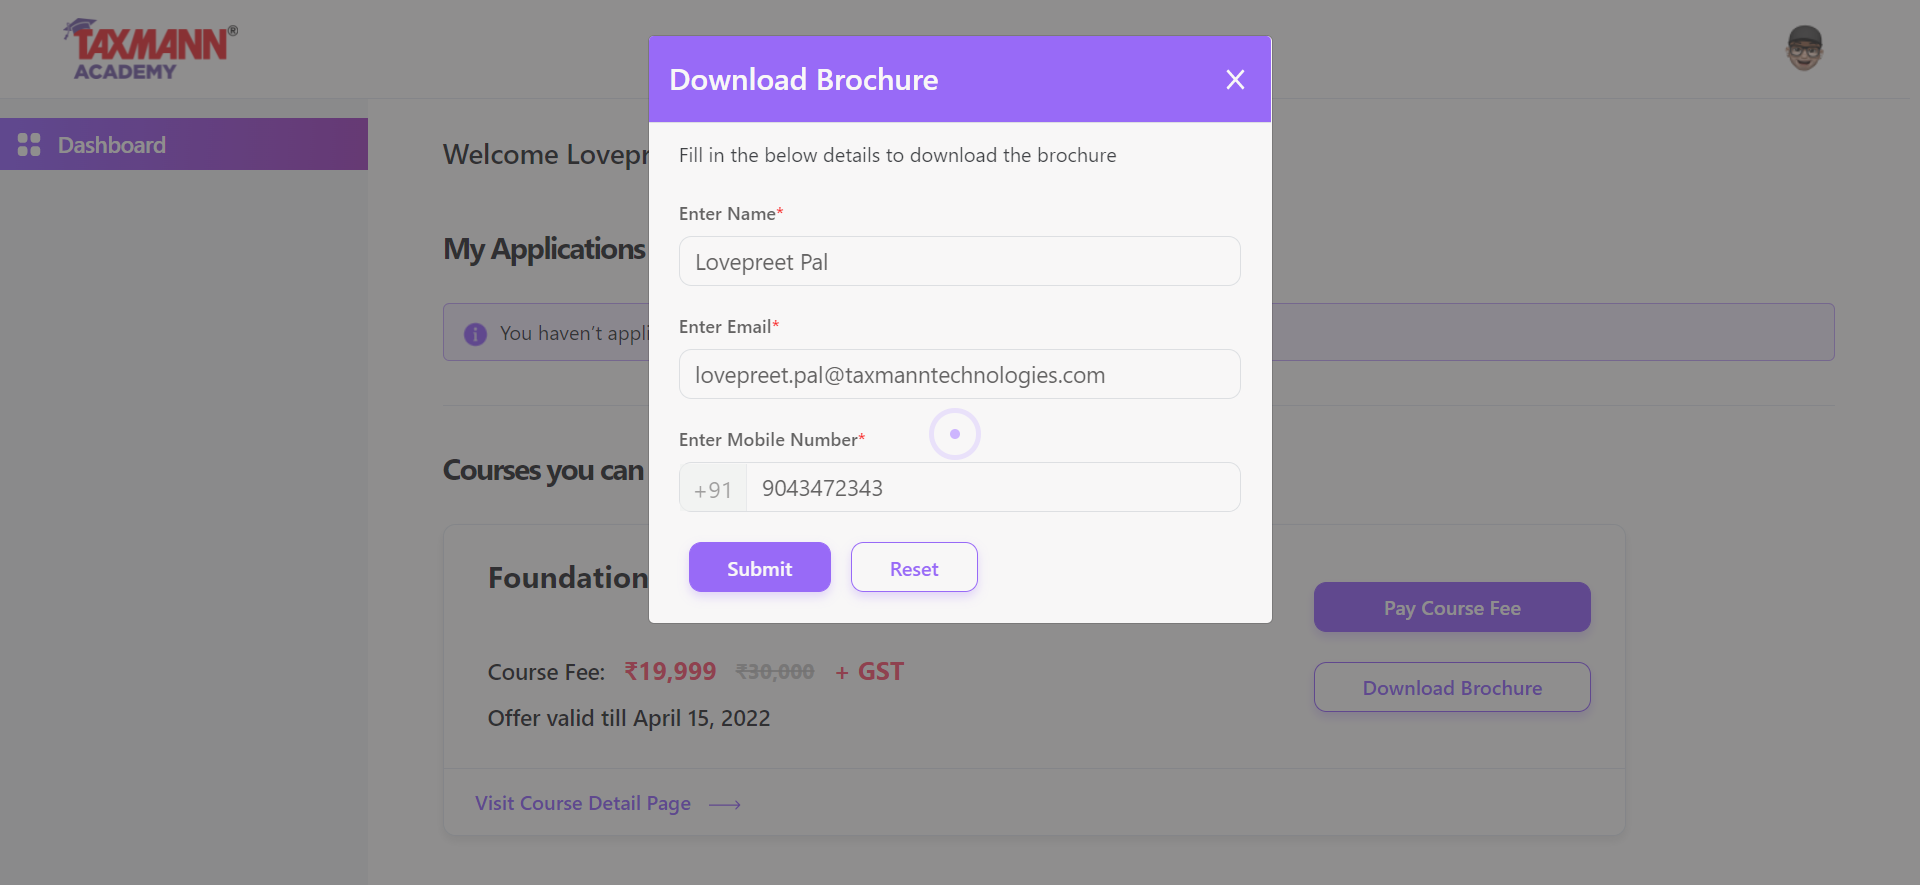 TAXMANN®
ACADEMY
Dashboard
Welcome Lovepr
My Applications
You haven't appli
Courses you can
Foundation
Course Fee: ₹19,999 ₹30,000 + GST
Offer valid till April 15, 2022
Visit Course Detail Page
Pay Course Fee
Download Brochure
Download Brochure
Fill in the below details to download the brochure
Enter Name*
Lovepreet Pal
Enter Email*
lovepreet.pal@taxmanntechnologies.com
Enter Mobile Number*
+91 9043472343
Submit Reset